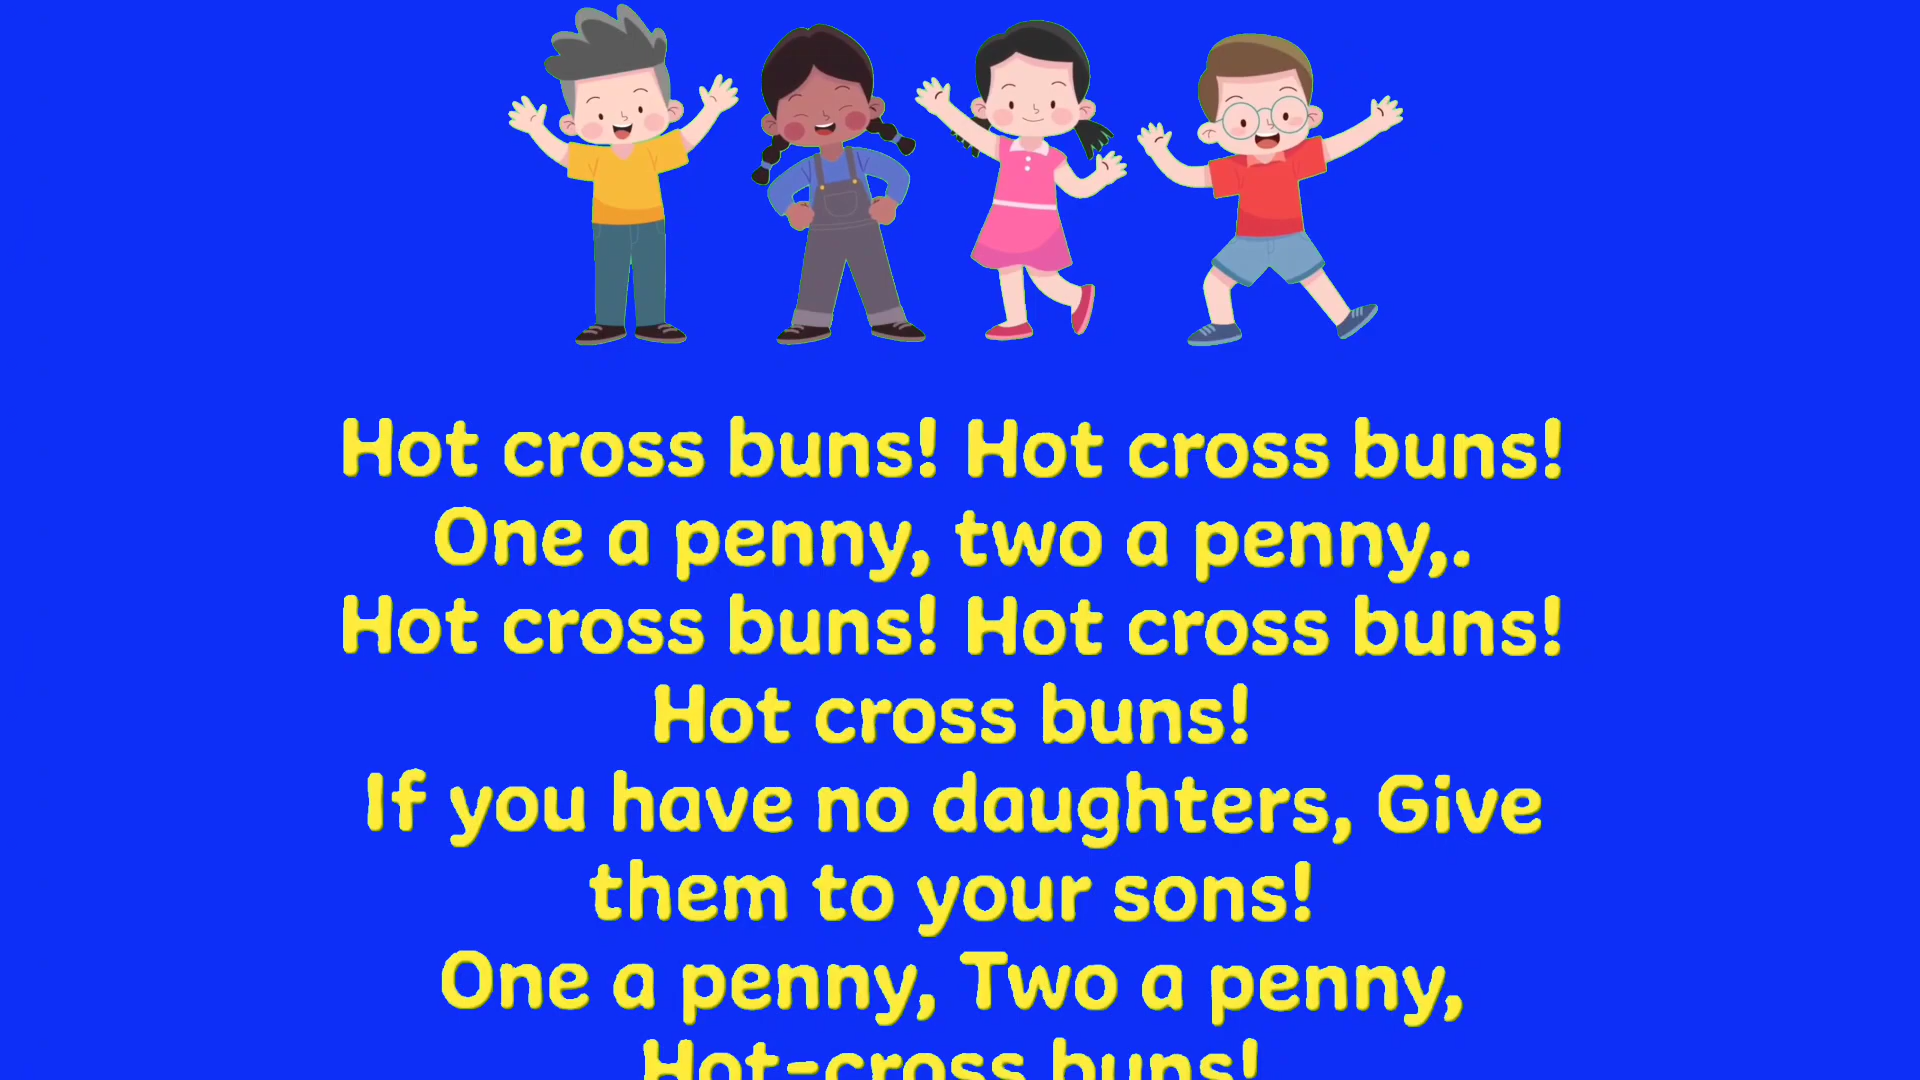 Hot cross buns! Hot cross buns!
One a penny, two a penny,.
Hot cross buns! Hot cross buns!
Hot cross buns!
If you have no daughters, Give
them to your sons!
One a penny, Two a penny,
Hot-cross buns!